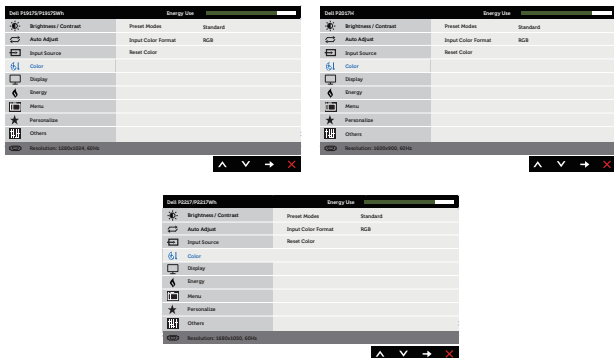 Dell P1917S/P1917SWh Energy Use
Brightness / Contrast Preset Modes Standard
Auto Adjust Input Color Format RGB
Input Source Reset Color
Color
Display
Energy
Menu
Personalize
Others
Resolution: 1280x1024, 60Hz
Dell P2017H Energy Use
Brightness / Contrast Preset Modes Standard
Auto Adjust Input Color Format RGB
Input Source Reset Color
Color
Display
Energy
Menu
Personalize
Others
Resolution: 1600x900, 60Hz
Dell P2217/P2217Wh Energy Use
Brightness / Contrast Preset Modes Standard
Auto Adjust Input Color Format RGB
Input Source Reset Color
Color
Display
Energy
Menu
Personalize
Others
Resolution: 1680x1050, 60Hz